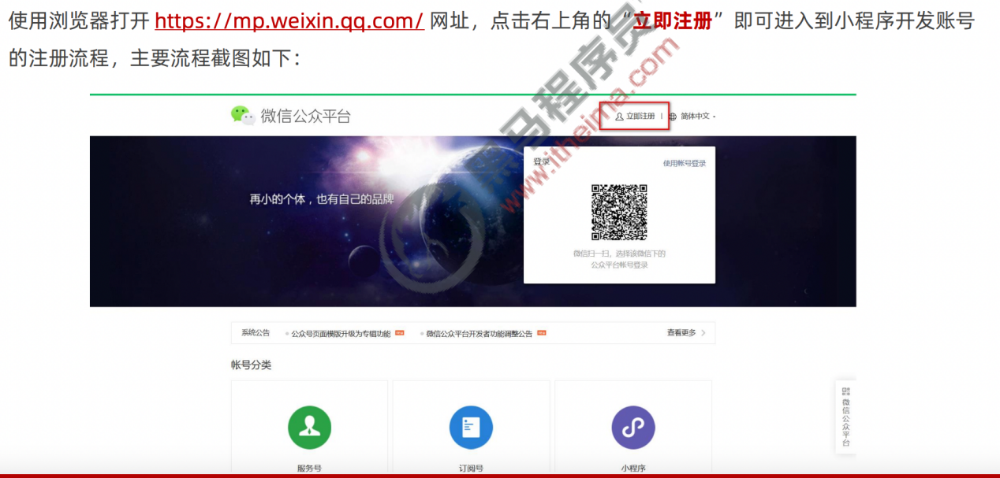 使用浏览器打开 https://mp.weixin.qq.com/ 网址，点击右上角的“立即注册”即可进入到小程序开发账号
的注册流程，主要流程截图如下：
微信公众平台
立即注册 | 简体中文
再小的个体，也有自己的品牌
登录
使用帐号登录
微信扫一扫，选择该微信下的
公众平台帐号登录
系统公告
公众号页面模版升级为专辑功能
微信公众平台开发者功能调整公告
查看更多
帐号分类
服务号
订阅号
小程序
微信公众平台
黑马程序员
www.itheima.com